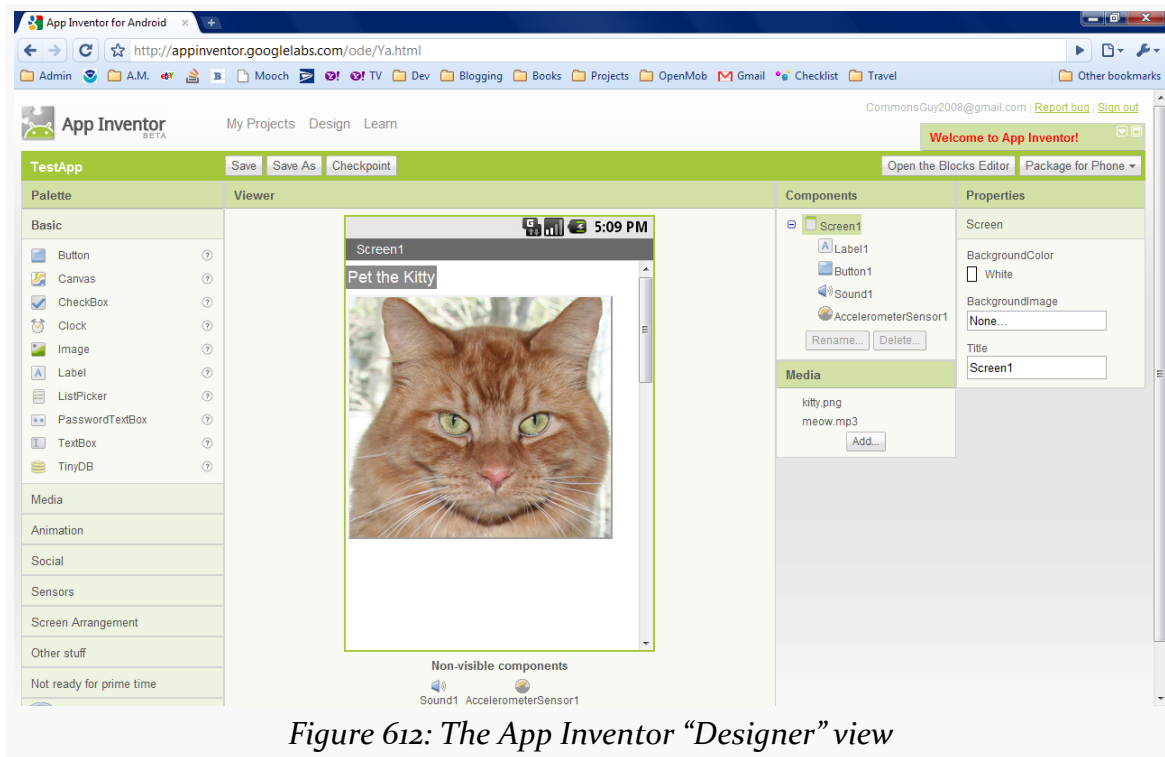 App Inventor for Android
http://appinventor.googlelabs.com/ode/Ya.html
Admin A.M. Mooch TV Dev Blogging Books Projects OpenMob Gmail Checklist Travel Other bookmarks
CommonsGuy2008@gmail.com | Report bug | Sign out
App Inventor
BETA
My Projects Design Learn
Welcome to App Inventor!
TestApp
Save Save As Checkpoint
Open the Blocks Editor Package for Phone
Palette
Basic
Button
Canvas
CheckBox
Clock
Image
Label
ListPicker
PasswordTextBox
TextBox
TinyDB
Media
Animation
Social
Sensors
Screen Arrangement
Other stuff
Not ready for prime time
Viewer
5:09 PM
Screen1
Pet the Kitty
Non-visible components
Sound1 AccelerometerSensor1
Components
Screen1
Label1
Button1
Sound1
AccelerometerSensor1
Rename... Delete...
Media
kitty.png
meow.mp3
Add...
Properties
Screen
BackgroundColor
White
BackgroundImage
None...
Title
Screen1
Figure 612: The App Inventor “Designer” view